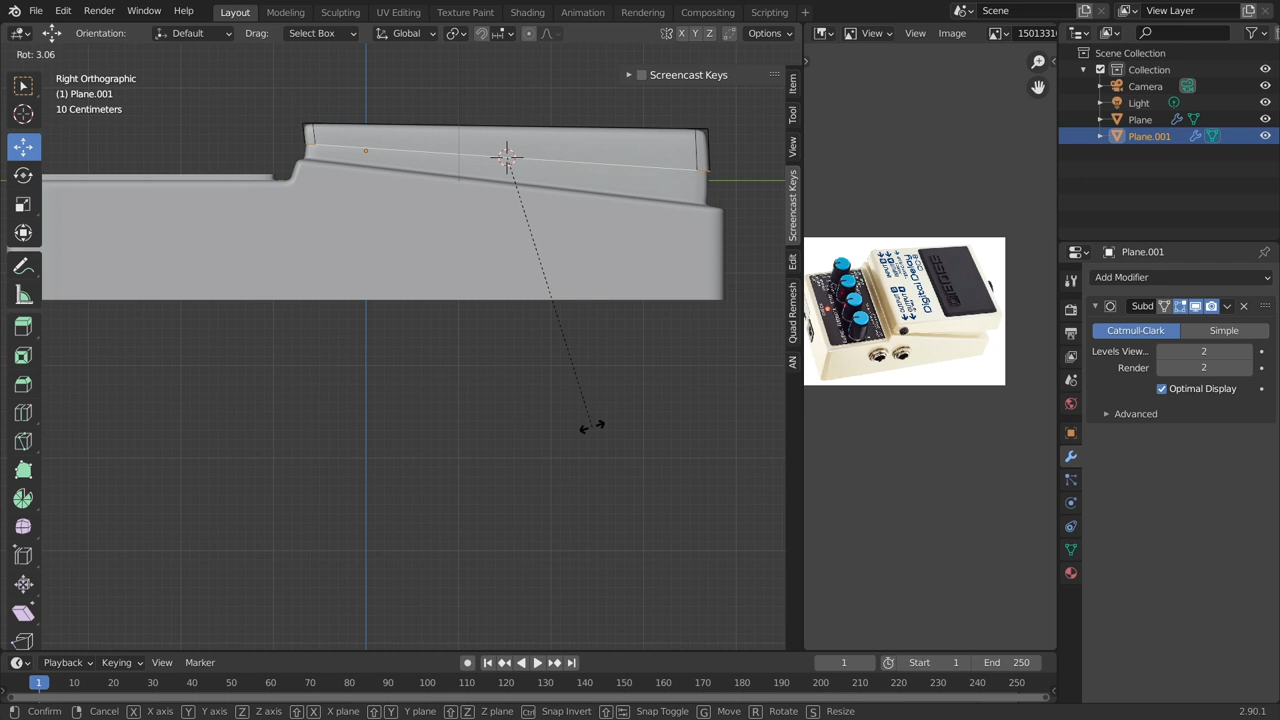 File Edit Render Window Help Layout Modeling Sculpting UV Editing Texture Paint Shading Animation Rendering Compositing Scripting + Scene View Layer
Orientation: Default Drag: Select Box Global X Y Z Options View View Image 1501331
Rot: 3.06
Right Orthographic
(1) Plane.001
10 Centimeters
Screencast Keys
Item
Tool
View
Screencast Keys
Edit
Quad Remesh
AN
Digital Delay
BOSS
Scene Collection
Collection
Camera
Light
Plane
Plane.001
Plane.001
Add Modifier
Subd
Catmull-Clark Simple
Levels View... 2
Render 2
Optimal Display
Advanced
Playback Keying View Marker 1 Start 1 End 250
1 10 20 30 40 50 60 70 80 90 100 110 120 130 140 150 160 170 180 190 200 210 220 230 240 250
Confirm Cancel X X axis Y Y axis Z Z axis X X plane Y Y plane Z Z plane Snap Invert Snap Toggle G Move R Rotate S Resize 2.90.1